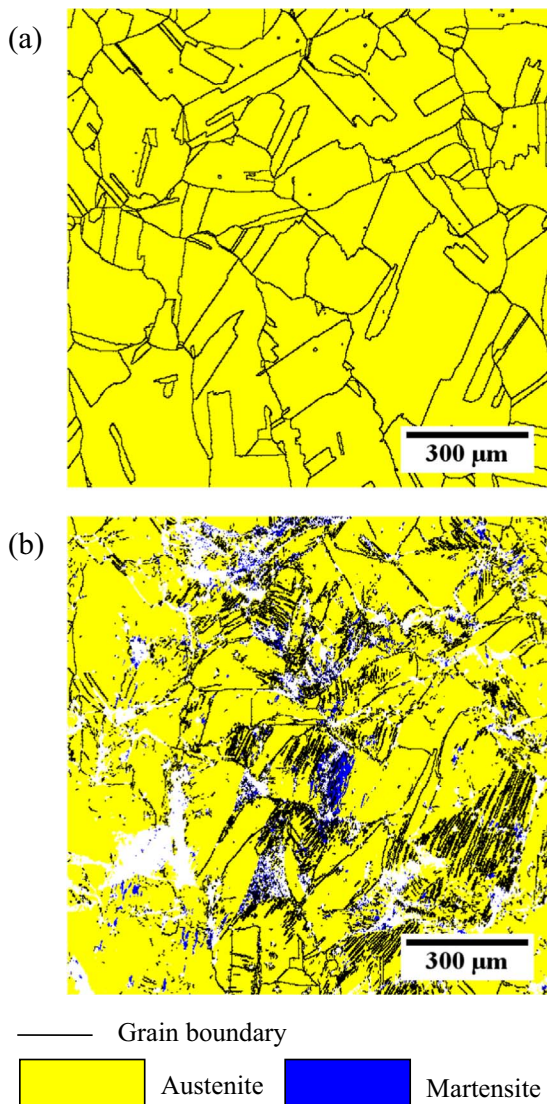 (a)
300 μm
(b)
300 μm
Grain boundary
Austenite Martensite